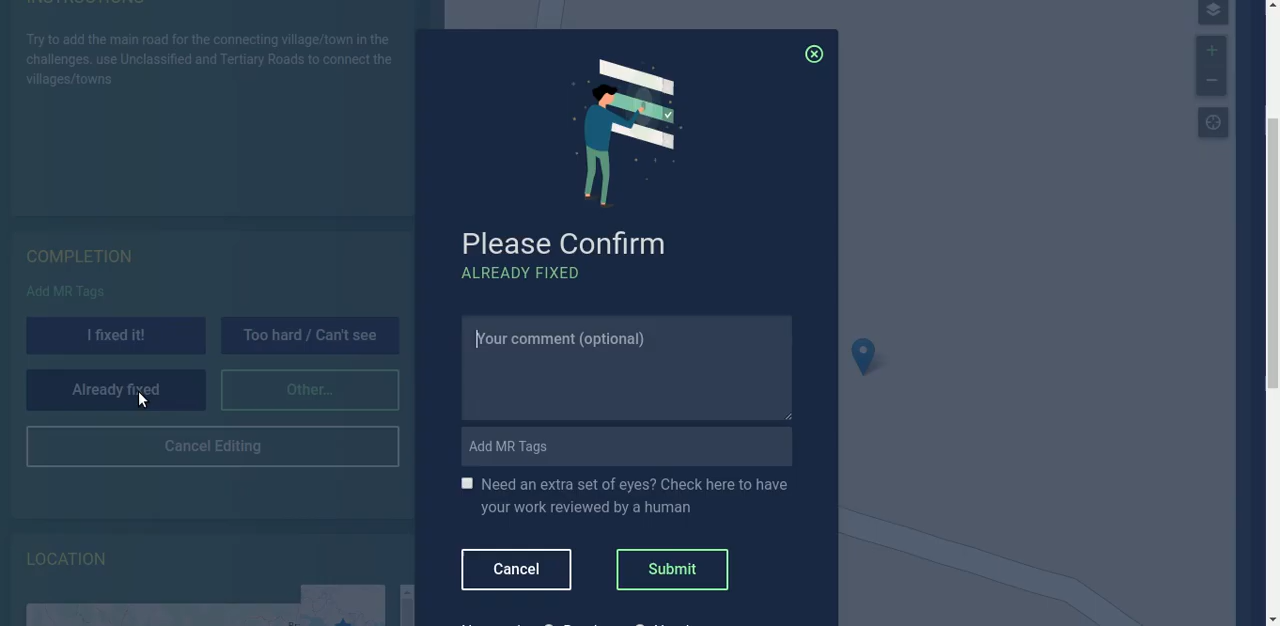 INSTRUCTIONS
Try to add the main road for the connecting village/town in the
challenges. use Unclassified and Tertiary Roads to connect the
villages/towns
COMPLETION
Add MR Tags
I fixed it!
Too hard / Can't see
Already fixed
Other...
Cancel Editing
LOCATION
Please Confirm
ALREADY FIXED
Your comment (optional)
Add MR Tags
Need an extra set of eyes? Check here to have
your work reviewed by a human
Cancel
Submit